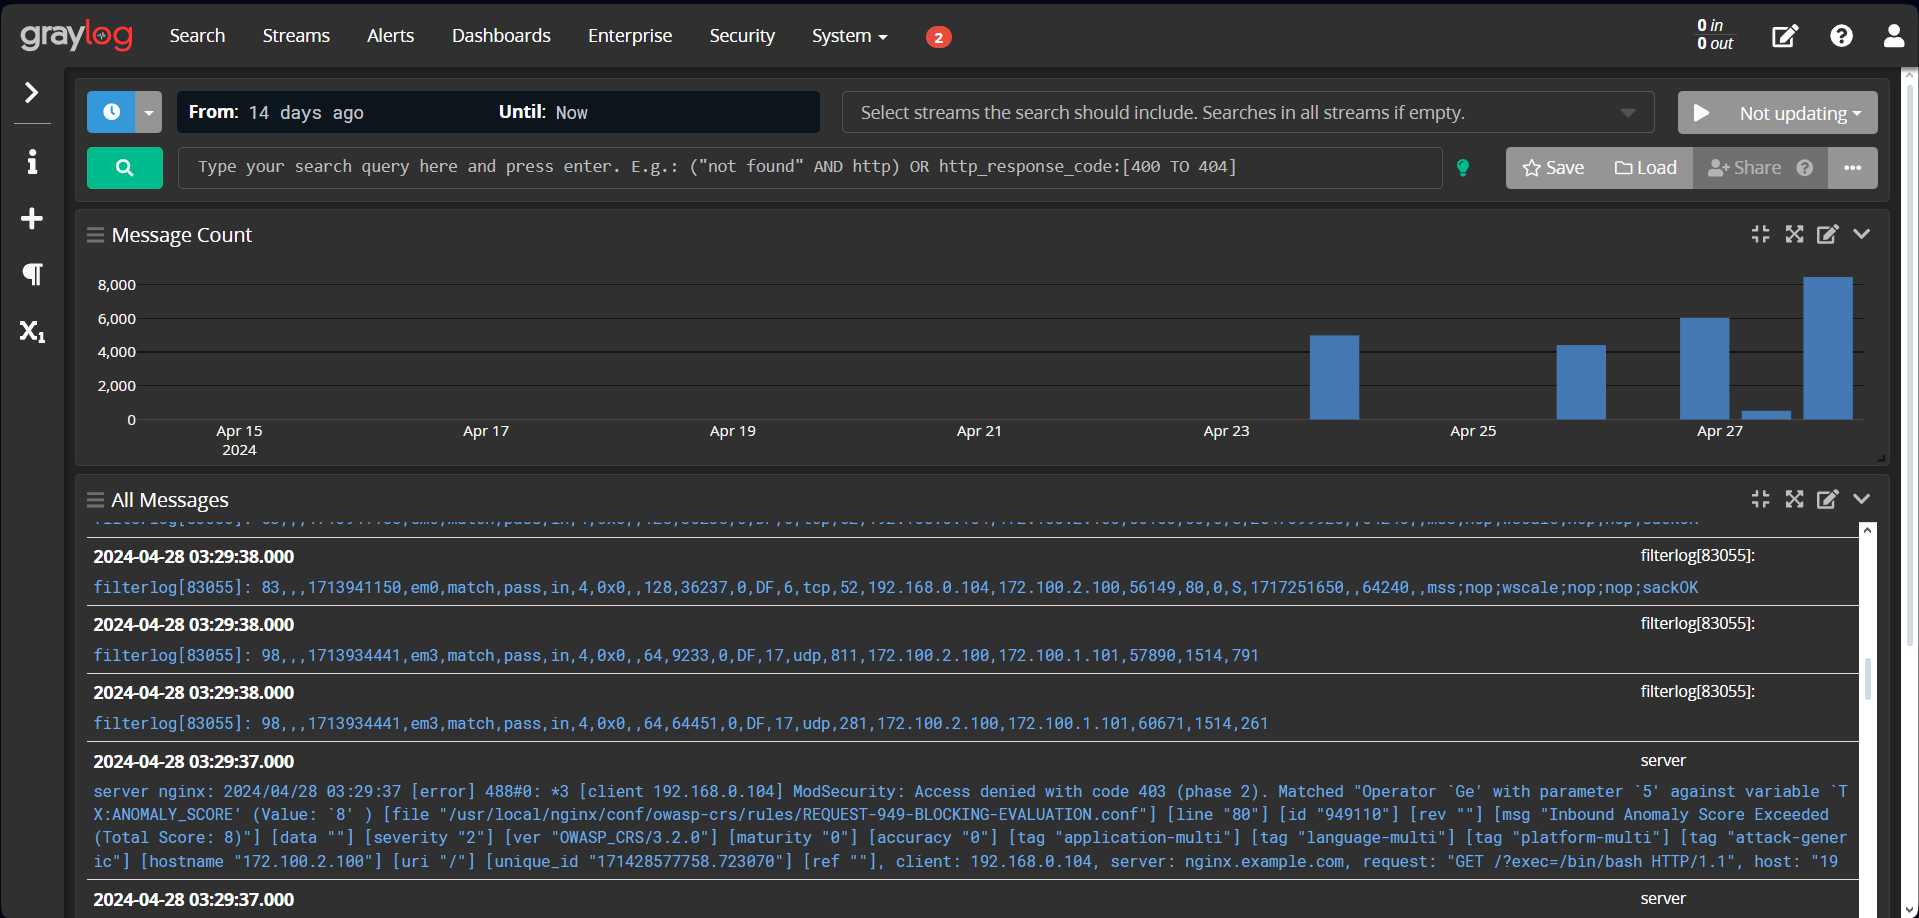 graylog Search Streams Alerts Dashboards Enterprise Security System 2 0 in
0 out
From: 14 days ago Until: Now Select streams the search should include. Searches in all streams if empty. Not updating
Type your search query here and press enter. E.g.: ("not found" AND http) OR http_response_code:[400 TO 404] Save Load Share
X1
Message Count
8,000
6,000
4,000
2,000
0
Apr 15 Apr 17 Apr 19 Apr 21 Apr 23 Apr 25 Apr 27
2024
All Messages
2024-04-28 03:29:38.000 filterlog[83055]:
filterlog[83055]: 83,,,1713941150,em0,match,pass,in,4,0x0,,128,36237,0,DF,6,tcp,52,192.168.0.104,172.100.2.100,56149,80,0,S,1717251650,,64240,,mss;nop;wscale;nop;nop;sackOK
2024-04-28 03:29:38.000 filterlog[83055]:
filterlog[83055]: 98,,,1713934441,em3,match,pass,in,4,0x0,,64,9233,0,DF,17,udp,811,172.100.2.100,172.100.1.101,57890,1514,791
2024-04-28 03:29:38.000 filterlog[83055]:
filterlog[83055]: 98,,,1713934441,em3,match,pass,in,4,0x0,,64,64451,0,DF,17,udp,281,172.100.2.100,172.100.1.101,60671,1514,261
2024-04-28 03:29:37.000 server
server nginx: 2024/04/28 03:29:37 [error] 488#0: *3 [client 192.168.0.104] ModSecurity: Access denied with code 403 (phase 2). Matched "Operator `Ge' with parameter `5' against variable `T
X:ANOMALY_SCORE' (Value: `8' ) [file "/usr/local/nginx/conf/owasp-crs/rules/REQUEST-949-BLOCKING-EVALUATION.conf"] [line "80"] [id "949110"] [rev ""] [msg "Inbound Anomaly Score Exceeded
(Total Score: 8)"] [data ""] [severity "2"] [ver "OWASP_CRS/3.2.0"] [maturity "0"] [accuracy "0"] [tag "application-multi"] [tag "language-multi"] [tag "platform-multi"] [tag "attack-gener
ic"] [hostname "172.100.2.100"] [uri "/"] [unique_id "171428577758.723070"] [ref ""], client: 192.168.0.104, server: nginx.example.com, request: "GET /?exec=/bin/bash HTTP/1.1", host: "19
2024-04-28 03:29:37.000 server